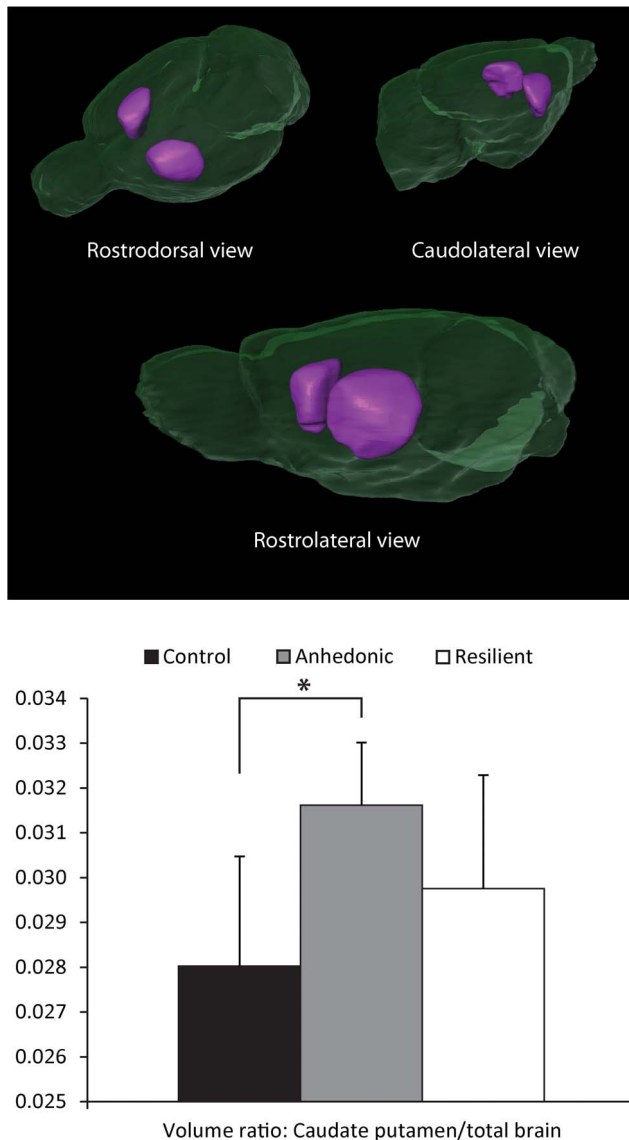 Rostrodorsal view
Caudolateral view
Rostrolateral view
Control
Anhedonic
Resilient
*
0.034
0.033
0.032
0.031
0.030
0.029
0.028
0.027
0.026
0.025
Volume ratio: Caudate putamen/total brain